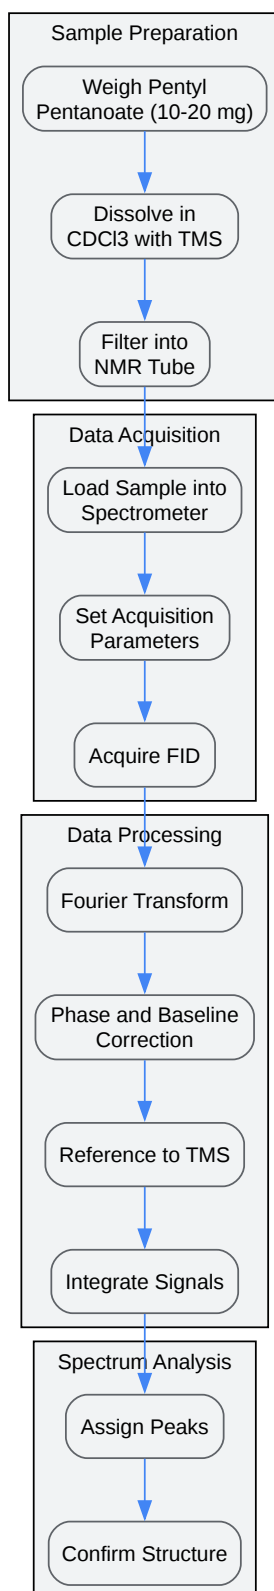 Sample Preparation
Weigh Pentyl
Pentanoate (10-20 mg)
Dissolve in
CDCl3 with TMS
Filter into
NMR Tube
Data Acquisition
Load Sample into
Spectrometer
Set Acquisition
Parameters
Acquire FID
Data Processing
Fourier Transform
Phase and Baseline
Correction
Reference to TMS
Integrate Signals
Spectrum Analysis
Assign Peaks
Confirm Structure